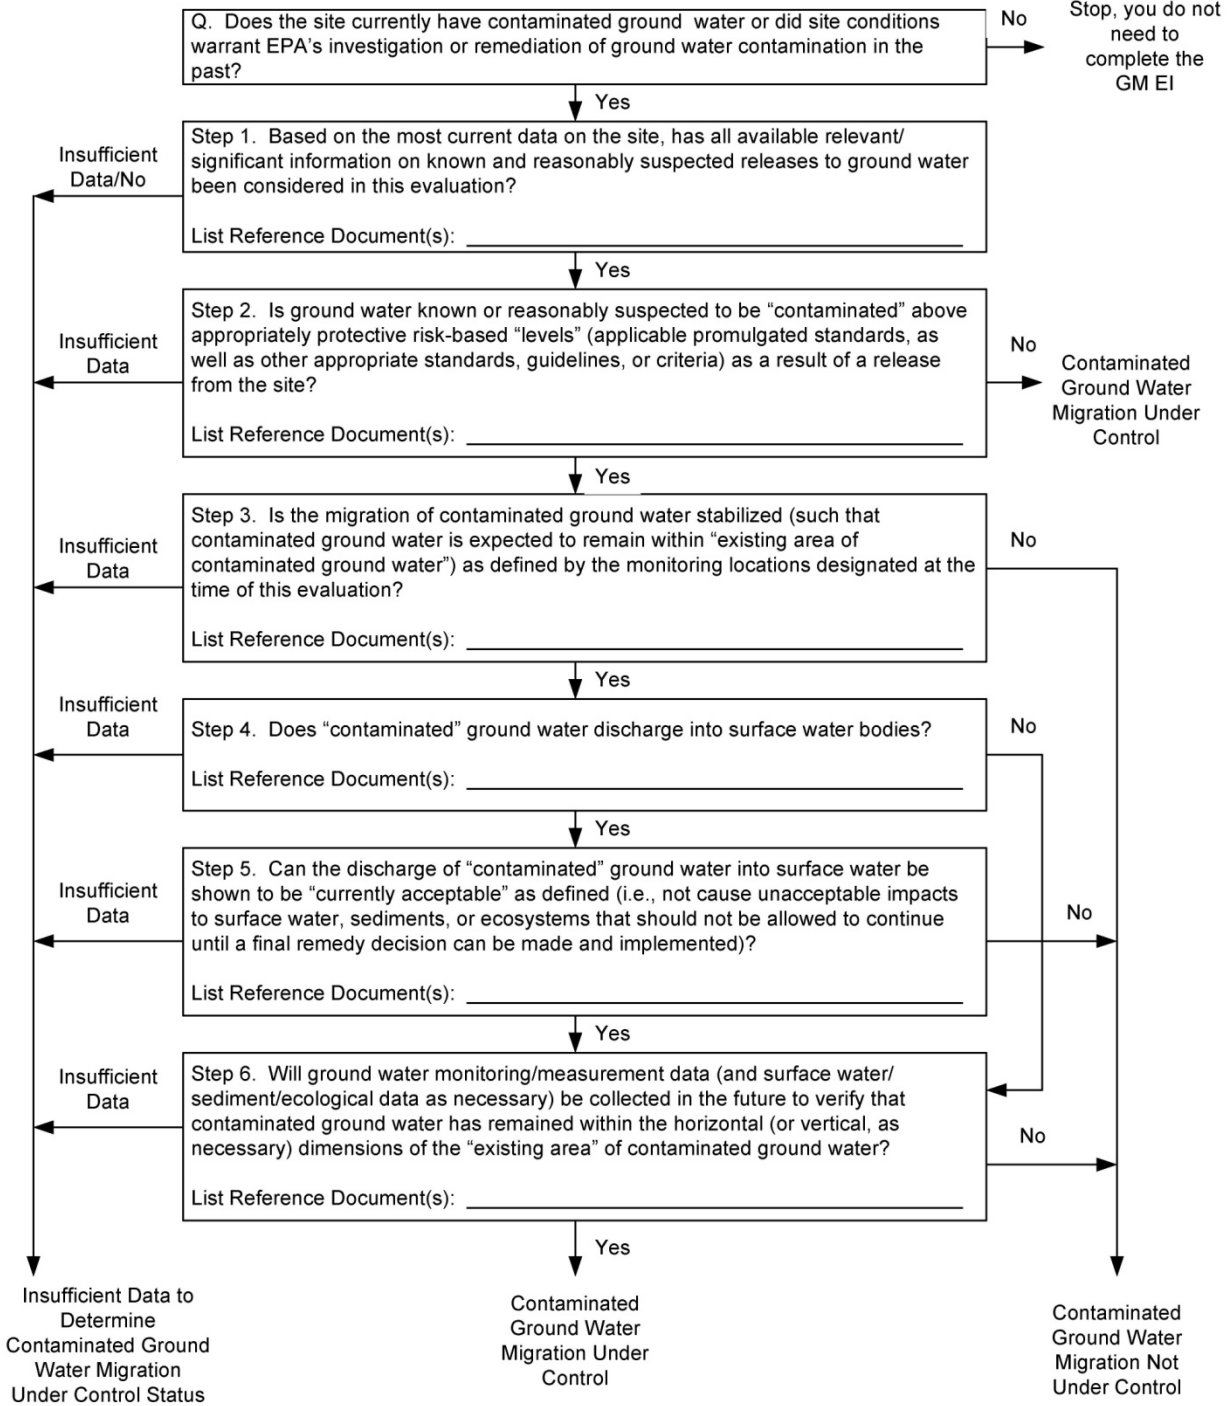 Q. Does the site currently have contaminated ground water or did site conditions
warrant EPA's investigation or remediation of ground water contamination in the
past?
No
Stop, you do not
need to
complete the
GM EI
Yes
Insufficient
Data/No
Step 1. Based on the most current data on the site, has all available relevant/
significant information on known and reasonably suspected releases to ground water
been considered in this evaluation?
List Reference Document(s):
Yes
Insufficient
Data
Step 2. Is ground water known or reasonably suspected to be “contaminated” above
appropriately protective risk-based “levels” (applicable promulgated standards, as
well as other appropriate standards, guidelines, or criteria) as a result of a release
from the site?
List Reference Document(s):
No
Contaminated
Ground Water
Migration Under
Control
Yes
Insufficient
Data
Step 3. Is the migration of contaminated ground water stabilized (such that
contaminated ground water is expected to remain within “existing area of
contaminated ground water”) as defined by the monitoring locations designated at the
time of this evaluation?
List Reference Document(s):
No
Yes
Insufficient
Data
Step 4. Does “contaminated” ground water discharge into surface water bodies?
List Reference Document(s):
No
Yes
Insufficient
Data
Step 5. Can the discharge of “contaminated” ground water into surface water be
shown to be “currently acceptable” as defined (i.e., not cause unacceptable impacts
to surface water, sediments, or ecosystems that should not be allowed to continue
until a final remedy decision can be made and implemented)?
List Reference Document(s):
No
Yes
Insufficient
Data
Step 6. Will ground water monitoring/measurement data (and surface water/
sediment/ecological data as necessary) be collected in the future to verify that
contaminated ground water has remained within the horizontal (or vertical, as
necessary) dimensions of the “existing area” of contaminated ground water?
List Reference Document(s):
No
Yes
Insufficient Data to
Determine
Contaminated Ground
Water Migration
Under Control Status
Contaminated
Ground Water
Migration Under
Control
Contaminated
Ground Water
Migration Not
Under Control